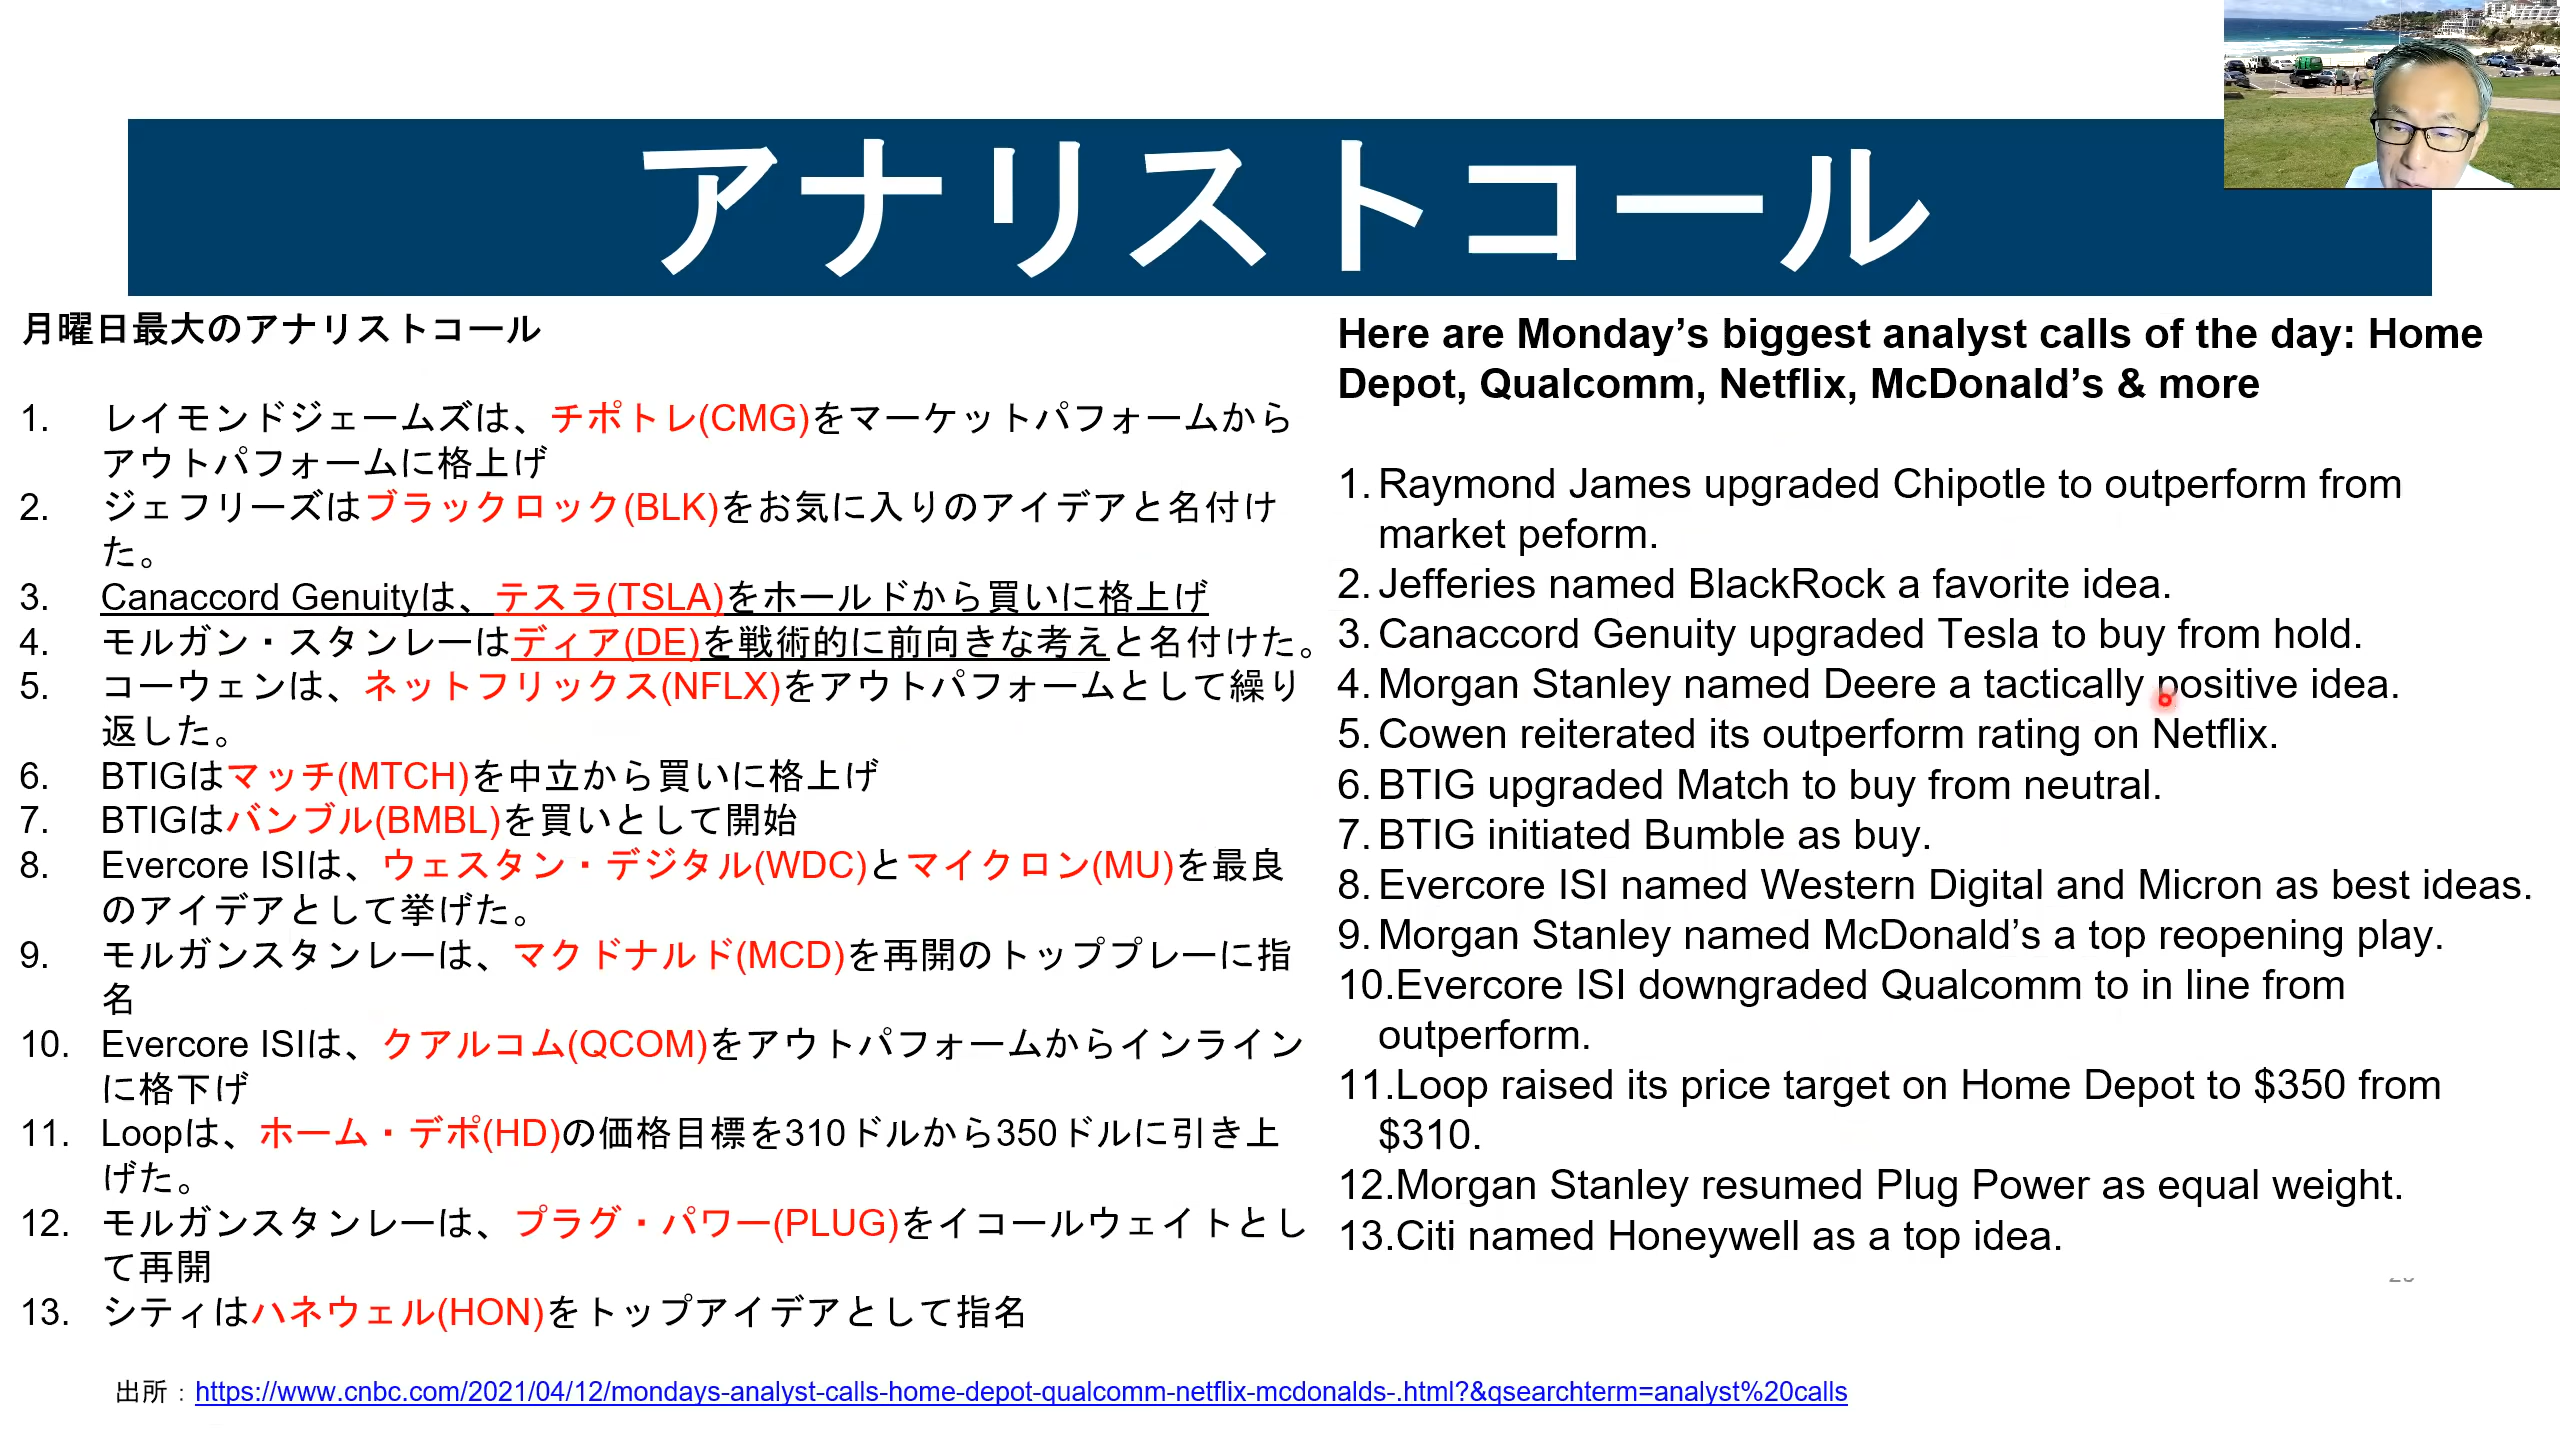 アナリストコール
月曜日最大のアナリストコール
1. レイモンドジェームズは、チポトレ(CMG)をマーケットパフォームから
アウトパフォームに格上げ
2. ジェフリーズはブラックロック(BLK)をお気に入りのアイデアと名付け
た。
3. Canaccord Genuityは、テスラ(TSLA)をホールドから買いに格上げ
4. モルガン・スタンレーはディア(DE)を戦術的に前向きな考えと名付けた。
5. コーウェンは、ネットフリックス(NFLX)をアウトパフォームとして繰り
返した。
6. BTIGはマッチ(MTCH)を中立から買いに格上げ
7. BTIGはバンブル(BMBL)を買いとして開始
8. Evercore ISIは、ウェスタン・デジタル(WDC)とマイクロン(MU)を最良
のアイデアとして挙げた。
9. モルガンスタンレーは、マクドナルド(MCD)を再開のトッププレーに指
名
10. Evercore ISIは、クアルコム(QCOM)をアウトパフォームからインライン
に格下げ
11. Loopは、ホーム・デポ(HD)の価格目標を310ドルから350ドルに引き上
げた。
12. モルガンスタンレーは、プラグ・パワー(PLUG)をイコールウェイトとし
て再開
13. シティはハネウェル(HON)をトップアイデアとして指名
Here are Monday’s biggest analyst calls of the day: Home
Depot, Qualcomm, Netflix, McDonald’s & more
1. Raymond James upgraded Chipotle to outperform from
market peform.
2. Jefferies named BlackRock a favorite idea.
3. Canaccord Genuity upgraded Tesla to buy from hold.
4. Morgan Stanley named Deere a tactically positive idea.
5. Cowen reiterated its outperform rating on Netflix.
6. BTIG upgraded Match to buy from neutral.
7. BTIG initiated Bumble as buy.
8. Evercore ISI named Western Digital and Micron as best ideas.
9. Morgan Stanley named McDonald’s a top reopening play.
10.Evercore ISI downgraded Qualcomm to in line from
outperform.
11.Loop raised its price target on Home Depot to $350 from
$310.
12.Morgan Stanley resumed Plug Power as equal weight.
13.Citi named Honeywell as a top idea.
出所：https://www.cnbc.com/2021/04/12/mondays-analyst-calls-home-depot-qualcomm-netflix-mcdonalds-.html?&qsearchterm=analyst%20calls